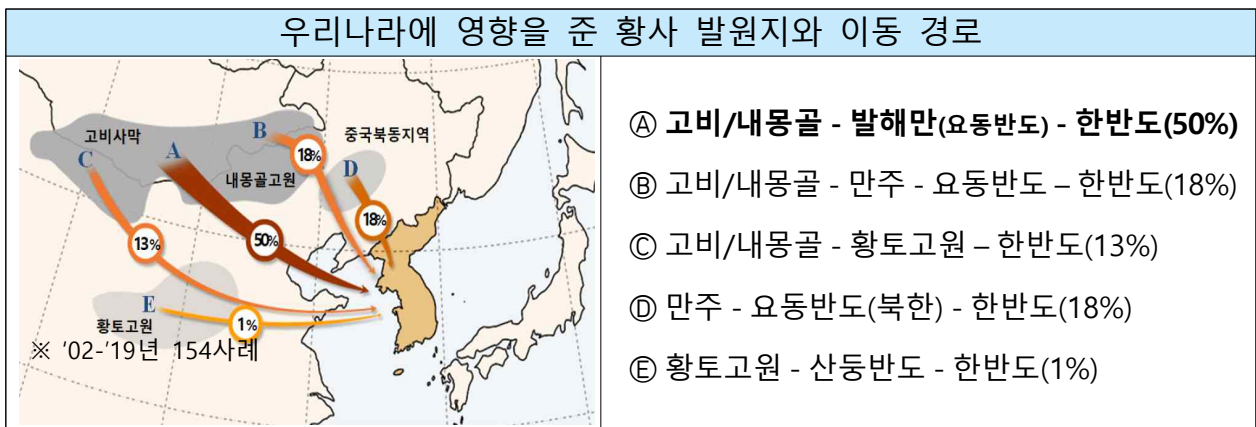 우리나라에 영향을 준 황사 발원지와 이동 경로
고비사막
B
중국북동지역
C
A
18%
D
내몽골고원
18%
13%
50%
E
황토고원
1%
※ '02-'19년 154사례
Ⓐ 고비/내몽골 - 발해만(요동반도) - 한반도(50%)
Ⓑ 고비/내몽골 - 만주 - 요동반도 – 한반도(18%)
Ⓒ 고비/내몽골 - 황토고원 – 한반도(13%)
Ⓓ 만주 - 요동반도(북한) - 한반도(18%)
Ⓔ 황토고원 - 산둥반도 - 한반도(1%)